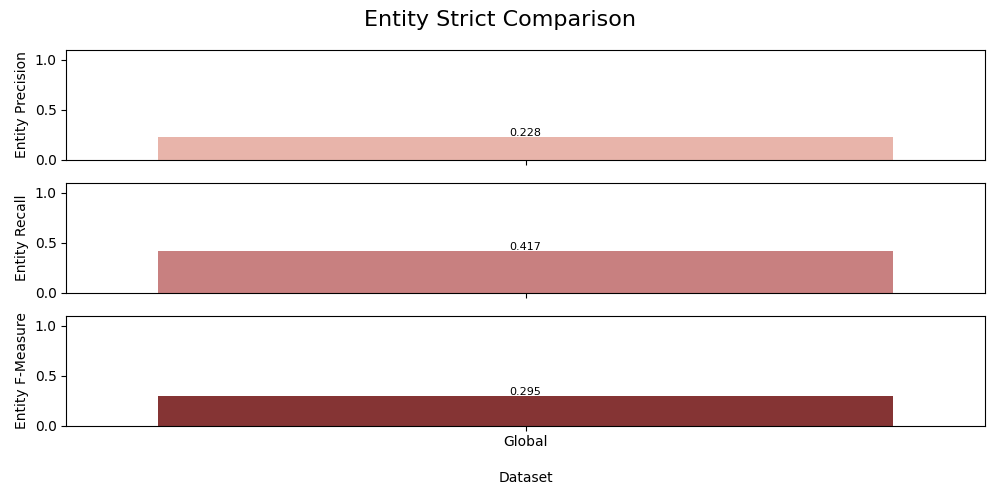 Entity Strict Comparison
Entity Precision
1.0
0.5
0.0
0.228
Entity Recall
1.0
0.5
0.0
0.417
Entity F-Measure
1.0
0.5
0.0
0.295
Global
Dataset